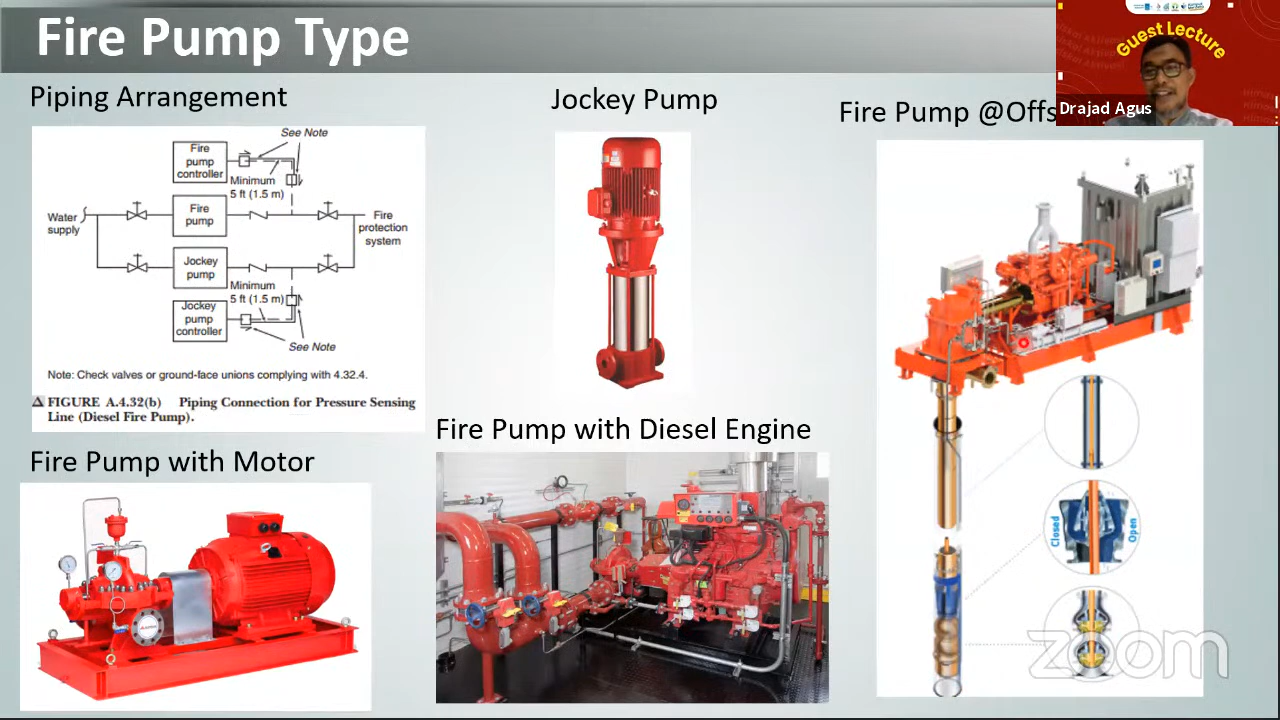 Fire Pump Type
Guest Lecture
Drajad Agus
Piping Arrangement
Jockey Pump
Fire Pump @Offs
See Note
Fire
pump
controller
Minimum
5 ft (1.5 m)
Water
supply
Fire
pump
Fire
protection
system
Jockey
pump
Minimum
5 ft (1.5 m)
Jockey
pump
controller
See Note
Note: Check valves or ground-face unions complying with 4.32.4.
FIGURE A.4.32(b) Piping Connection for Pressure Sensing
Line (Diesel Fire Pump).
Fire Pump with Motor
Fire Pump with Diesel Engine
Closed
Open
zoom